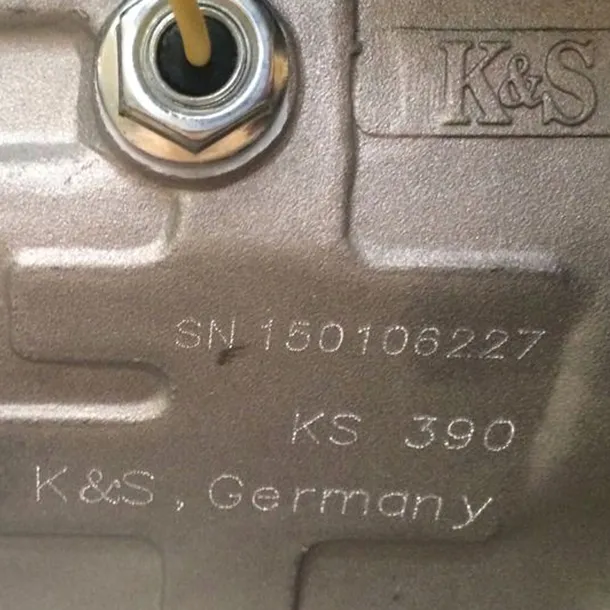 K&S
SN 150106227
KS 390
K&S, Germany